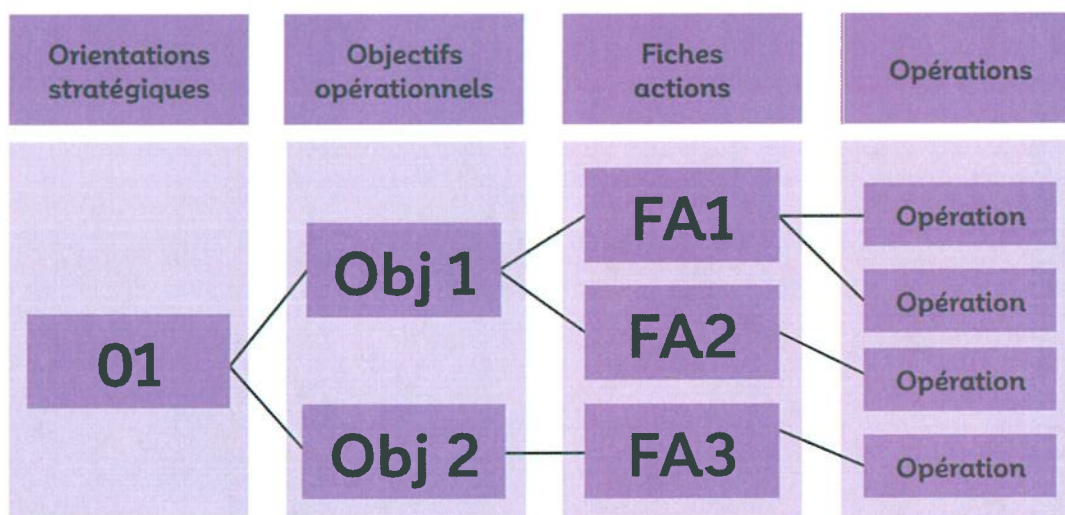 Orientations
stratégiques
Objectifs
opérationnels
Fiches
actions
Opérations
01
Obj 1
Obj 2
FA1
FA2
FA3
Opération
Opération
Opération
Opération